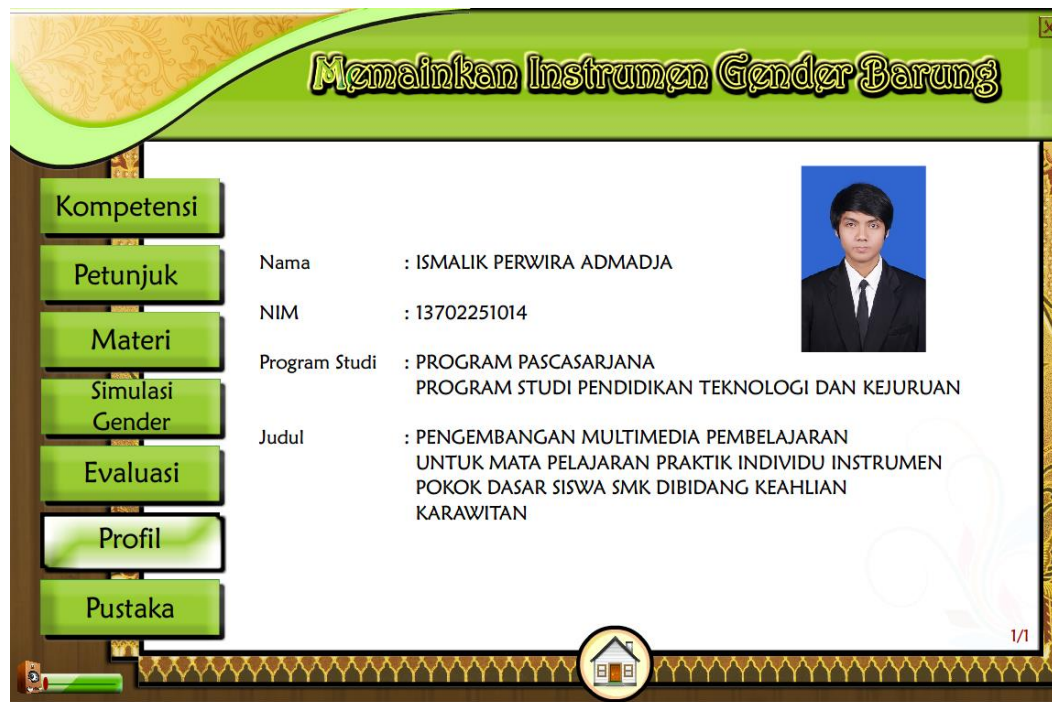 Memainkan Instrumen Gender Barung
Kompetensi
Petunjuk
Materi
Simulasi
Gender
Evaluasi
Profil
Pustaka
Nama : ISMALIK PERWIRA ADMADJA
NIM : 13702251014
Program Studi : PROGRAM PASCASARJANA
PROGRAM STUDI PENDIDIKAN TEKNOLOGI DAN KEJURUAN
Judul : PENGEMBANGAN MULTIMEDIA PEMBELAJARAN
UNTUK MATA PELAJARAN PRAKTIK INDIVIDU INSTRUMEN
POKOK DASAR SISWA SMK DIBIDANG KEAHLIAN
KARAWITAN
1/1